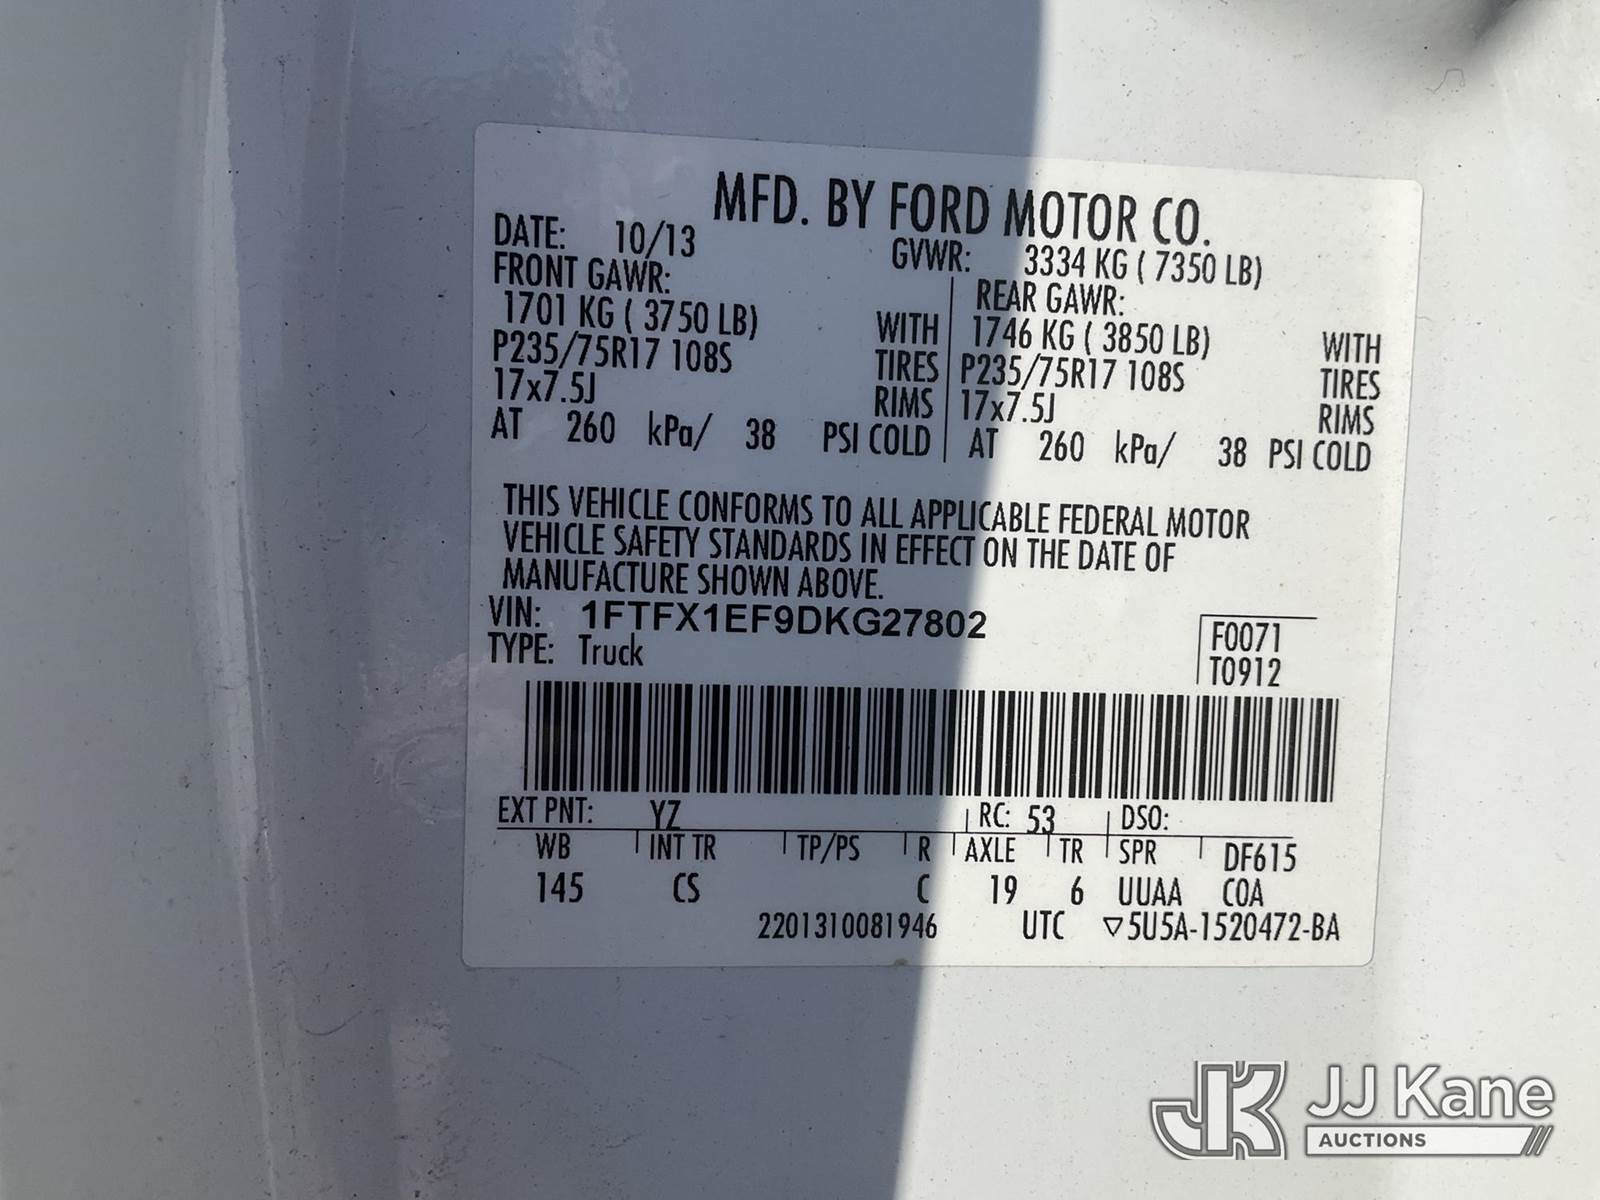 MFD. BY FORD MOTOR CO.
DATE: 10/13 GVWR: 3334 KG ( 7350 LB)
FRONT GAWR: REAR GAWR:
1701 KG ( 3750 LB) WITH 1746 KG ( 3850 LB) WITH
P235/75R17 108S TIRES P235/75R17 108S TIRES
17x7.5J RIMS 17x7.5J RIMS
AT 260 kPa/ 38 PSI COLD AT 260 kPa/ 38 PSI COLD
THIS VEHICLE CONFORMS TO ALL APPLICABLE FEDERAL MOTOR
VEHICLE SAFETY STANDARDS IN EFFECT ON THE DATE OF
MANUFACTURE SHOWN ABOVE.
VIN: 1FTFX1EF9DKG27802
TYPE: Truck
F0071
T0912
EXT PNT: YZ RC: 53 DSO:
WB INT TR TP/PS R AXLE TR SPR DF615
145 CS C 19 6 UUAA COA
2201310081946 UTC ▽5U5A-1520472-BA
JK JJ Kane
AUCTIONS